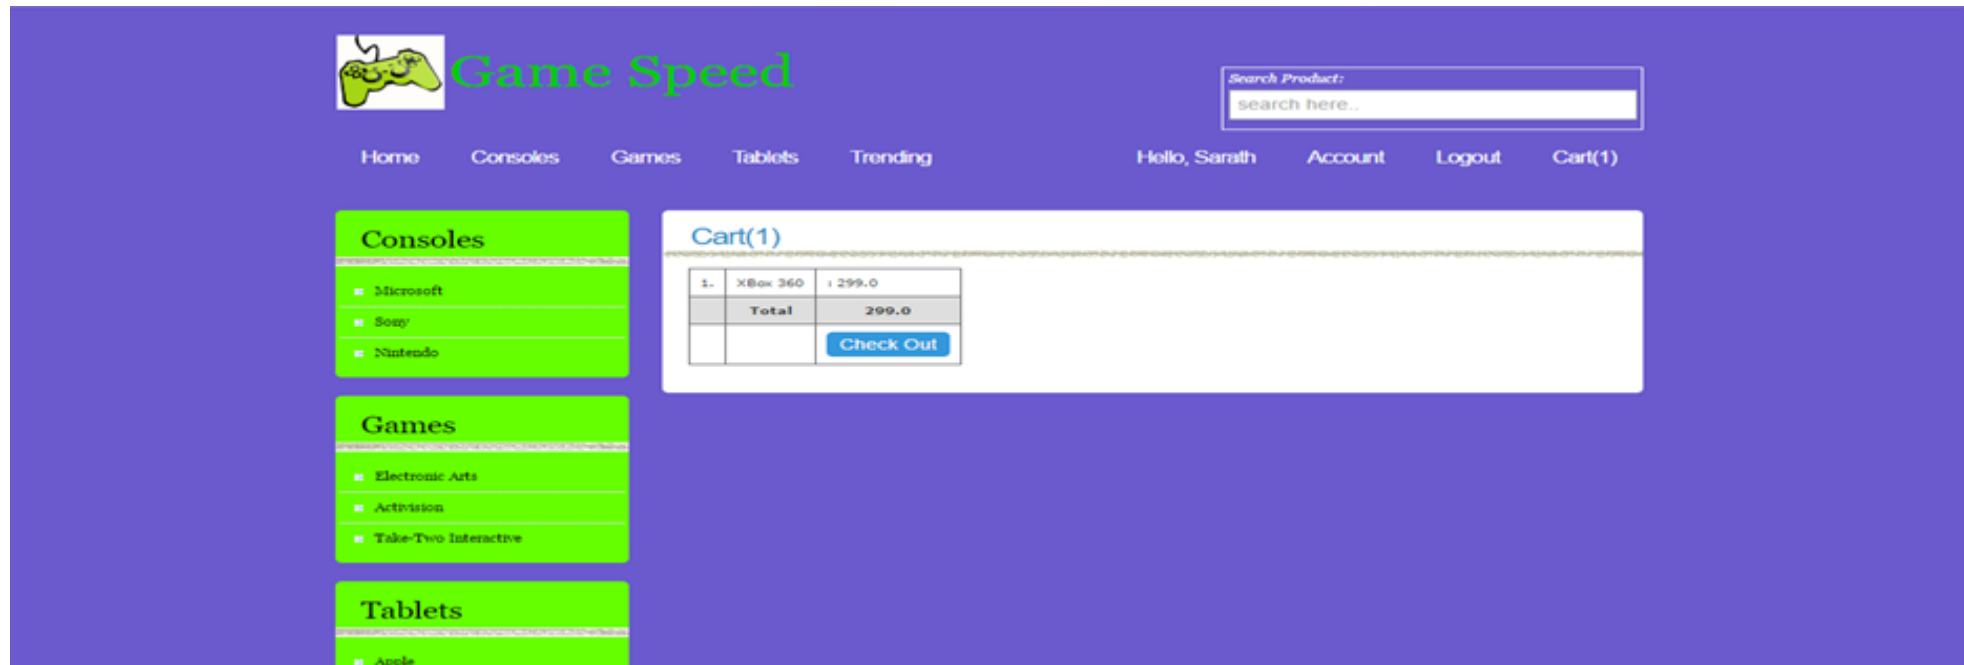 Game Speed
Search Product:
search here..
Home Consoles Games Tablets Trending Hello, Sarath Account Logout Cart(1)
Consoles
Microsoft
Sony
Nintendo
Games
Electronic Arts
Activision
Take-Two Interactive
Tablets
Apple
Cart(1)
1. XBox 360 : 299.0
Total 299.0
Check Out